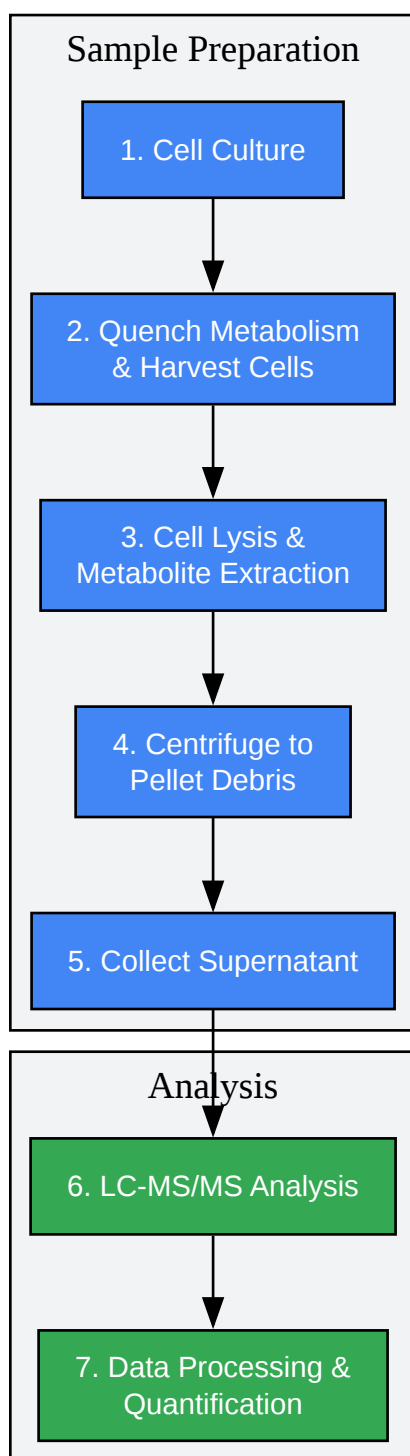 Sample Preparation
1. Cell Culture
2. Quench Metabolism
& Harvest Cells
3. Cell Lysis &
Metabolite Extraction
4. Centrifuge to
Pellet Debris
5. Collect Supernatant
Analysis
6. LC-MS/MS Analysis
7. Data Processing &
Quantification